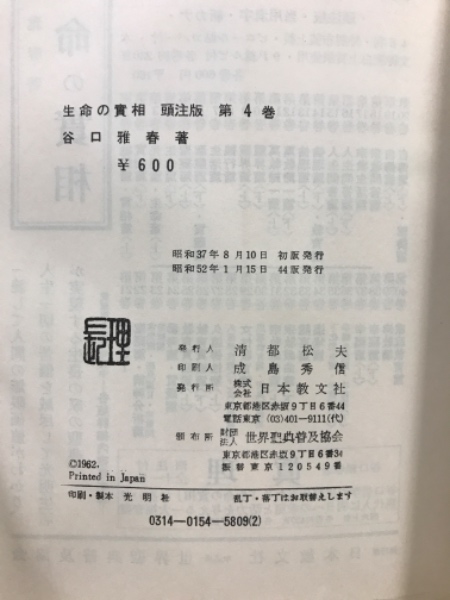 生命の實相 頭注版 第4巻
谷口雅春著
¥600
昭和37年8月10日 初版発行
昭和52年1月15日 44版発行
発行人 清都松夫
印刷人 成島秀信
発行所 株式会社 日本教文社
東京都港区赤坂9丁目6番44
電話東京(03)401-9111(代)
頒布所 財団法人 世界聖典普及協会
東京都港区赤坂9丁目6番
振替東京120549番
©1962,
Printed in Japan
印刷・製本 光明社
乱丁・落丁はお取替えします
0314-0154-5809(2)